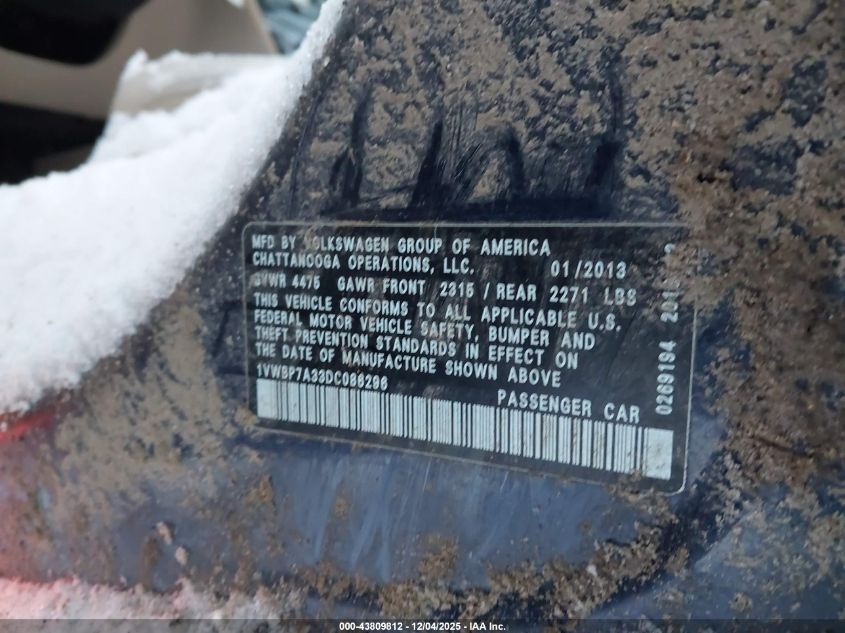 MFD BY VOLKSWAGEN GROUP OF AMERICA
CHATTANOOGA OPERATIONS, LLC. 01/2013
GVWR 4475 GAWR FRONT 2315 / REAR 2271 LBS
THIS VEHICLE CONFORMS TO ALL APPLICABLE U.S.
FEDERAL MOTOR VEHICLE SAFETY, BUMPER AND
THEFT PREVENTION STANDARDS IN EFFECT ON
THE DATE OF MANUFACTURE SHOWN ABOVE
1VWBP7A33DC086296
PASSENGER CAR
0269194
000-43809812 - 12/04/2025 - IAA Inc.